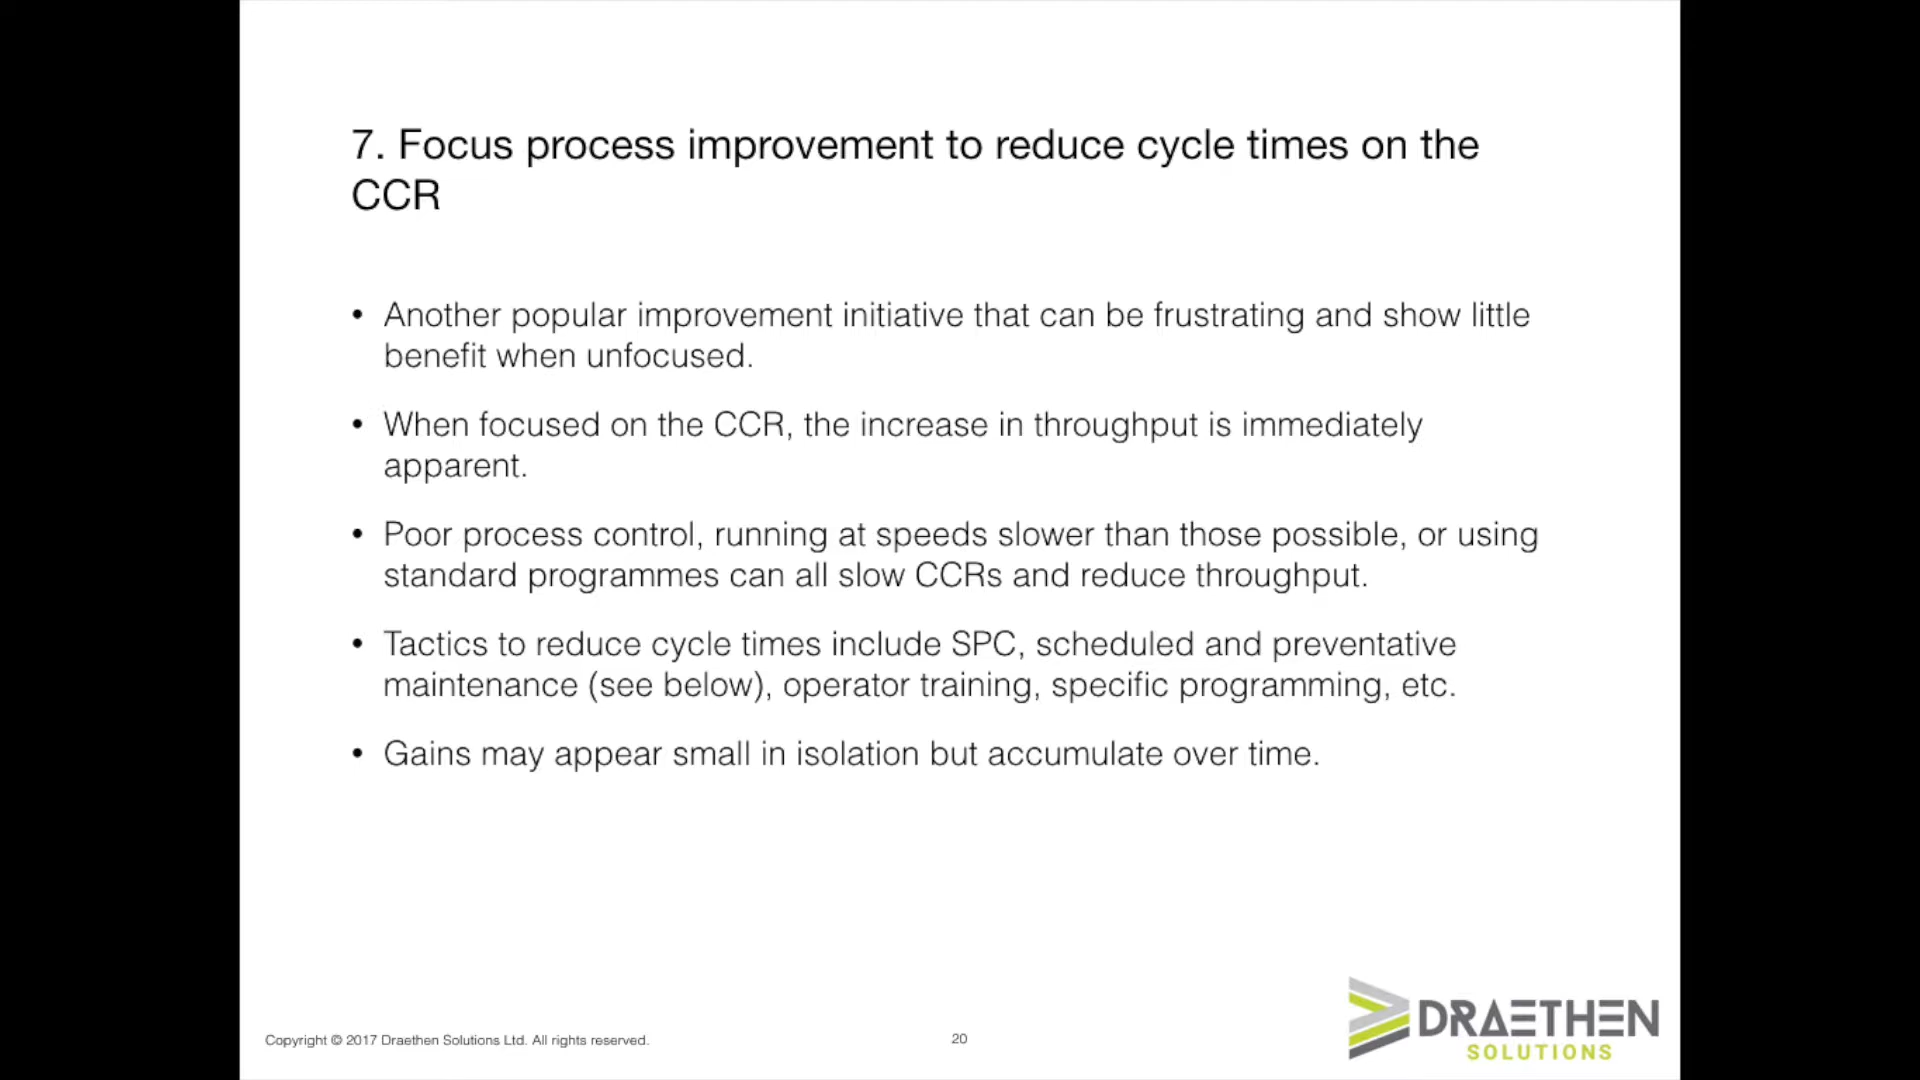 7. Focus process improvement to reduce cycle times on the
CCR
• Another popular improvement initiative that can be frustrating and show little
benefit when unfocused.
• When focused on the CCR, the increase in throughput is immediately
apparent.
• Poor process control, running at speeds slower than those possible, or using
standard programmes can all slow CCRs and reduce throughput.
• Tactics to reduce cycle times include SPC, scheduled and preventative
maintenance (see below), operator training, specific programming, etc.
• Gains may appear small in isolation but accumulate over time.
Copyright © 2017 Draethen Solutions Ltd. All rights reserved.
20
DRAETHEN
SOLUTIONS